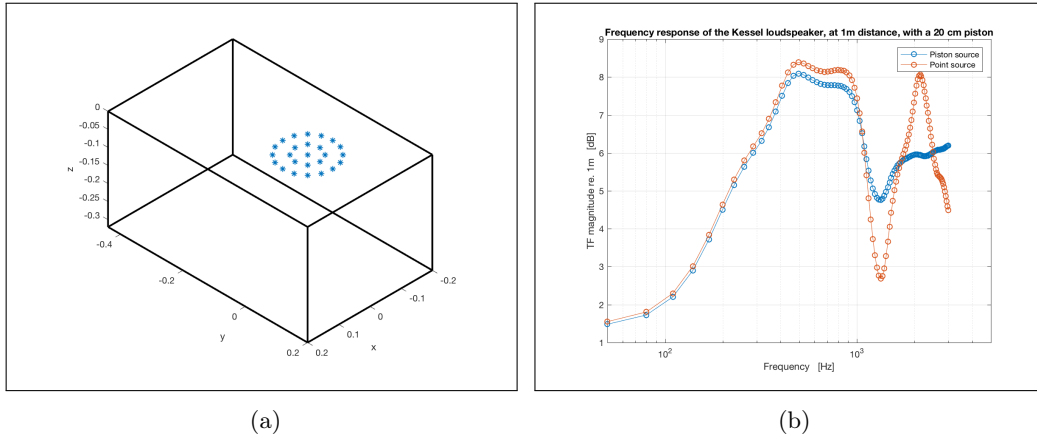 0
-0.05
-0.1
-0.15
-0.2
-0.25
-0.3
z
-0.4
-0.2
0
0.2
y
0.2
0.1
0
-0.1
-0.2
x
(a)
Frequency response of the Kessel loudspeaker, at 1m distance, with a 20 cm piston
Piston source
Point source
9
8
7
6
5
4
3
2
1
TF magnitude re. 1m [dB]
10²
10³
Frequency [Hz]
(b)